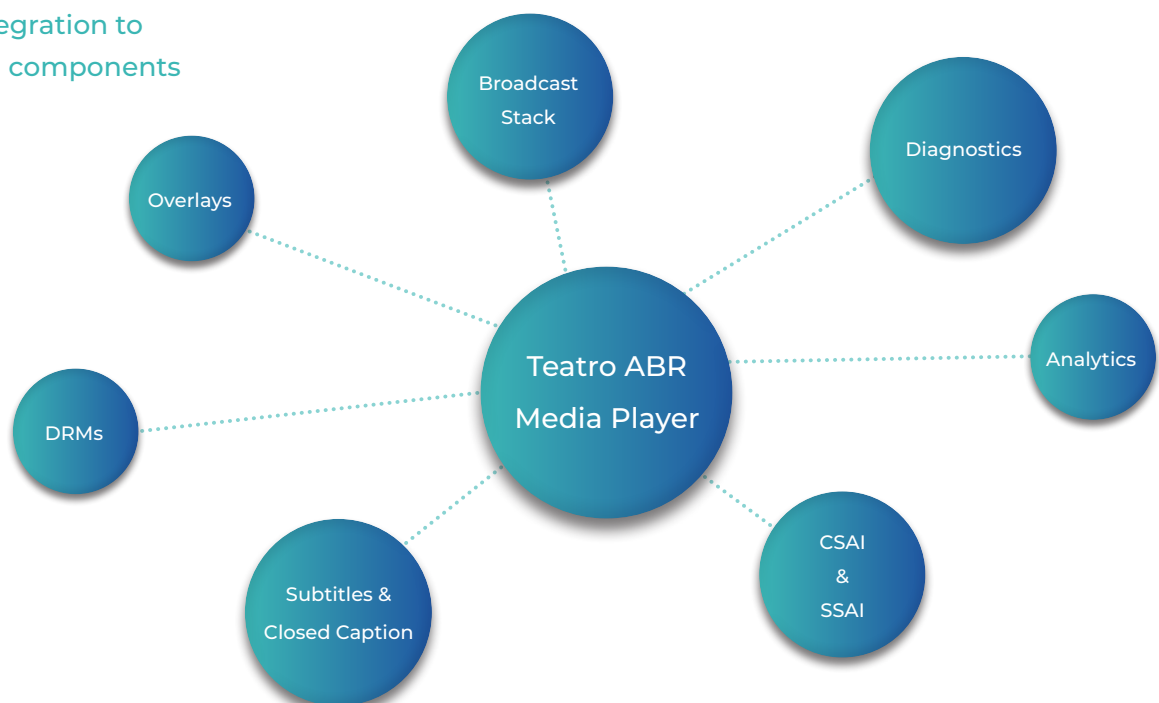 egration to
components
Broadcast
Stack
Diagnostics
Overlays
Teatro ABR
Media Player
Analytics
DRMs
CSAI
&
SSAI
Subtitles &
Closed Caption